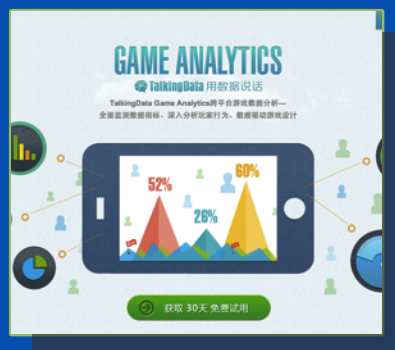 GAME ANALYTICS
TalkingData 用数据说话
TalkingData Game Analytics跨平台游戏数据分析—
全面监测数据指标、深入分析玩家行为、数据驱动游戏设计
52%
26%
60%
获取 30天 免费试用